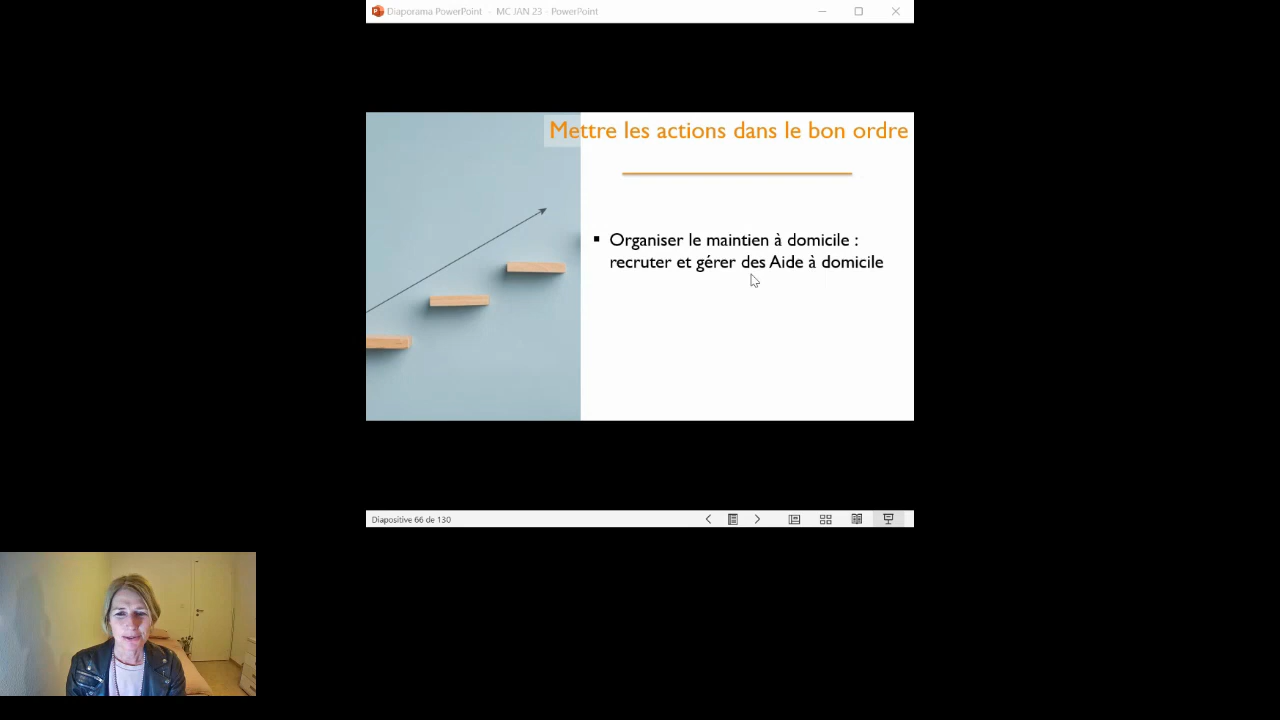 Diaporama PowerPoint - MC JAN 23 - PowerPoint
Mettre les actions dans le bon ordre
▪ Organiser le maintien à domicile :
recruter et gérer des Aide à domicile
Diapositive 66 de 130